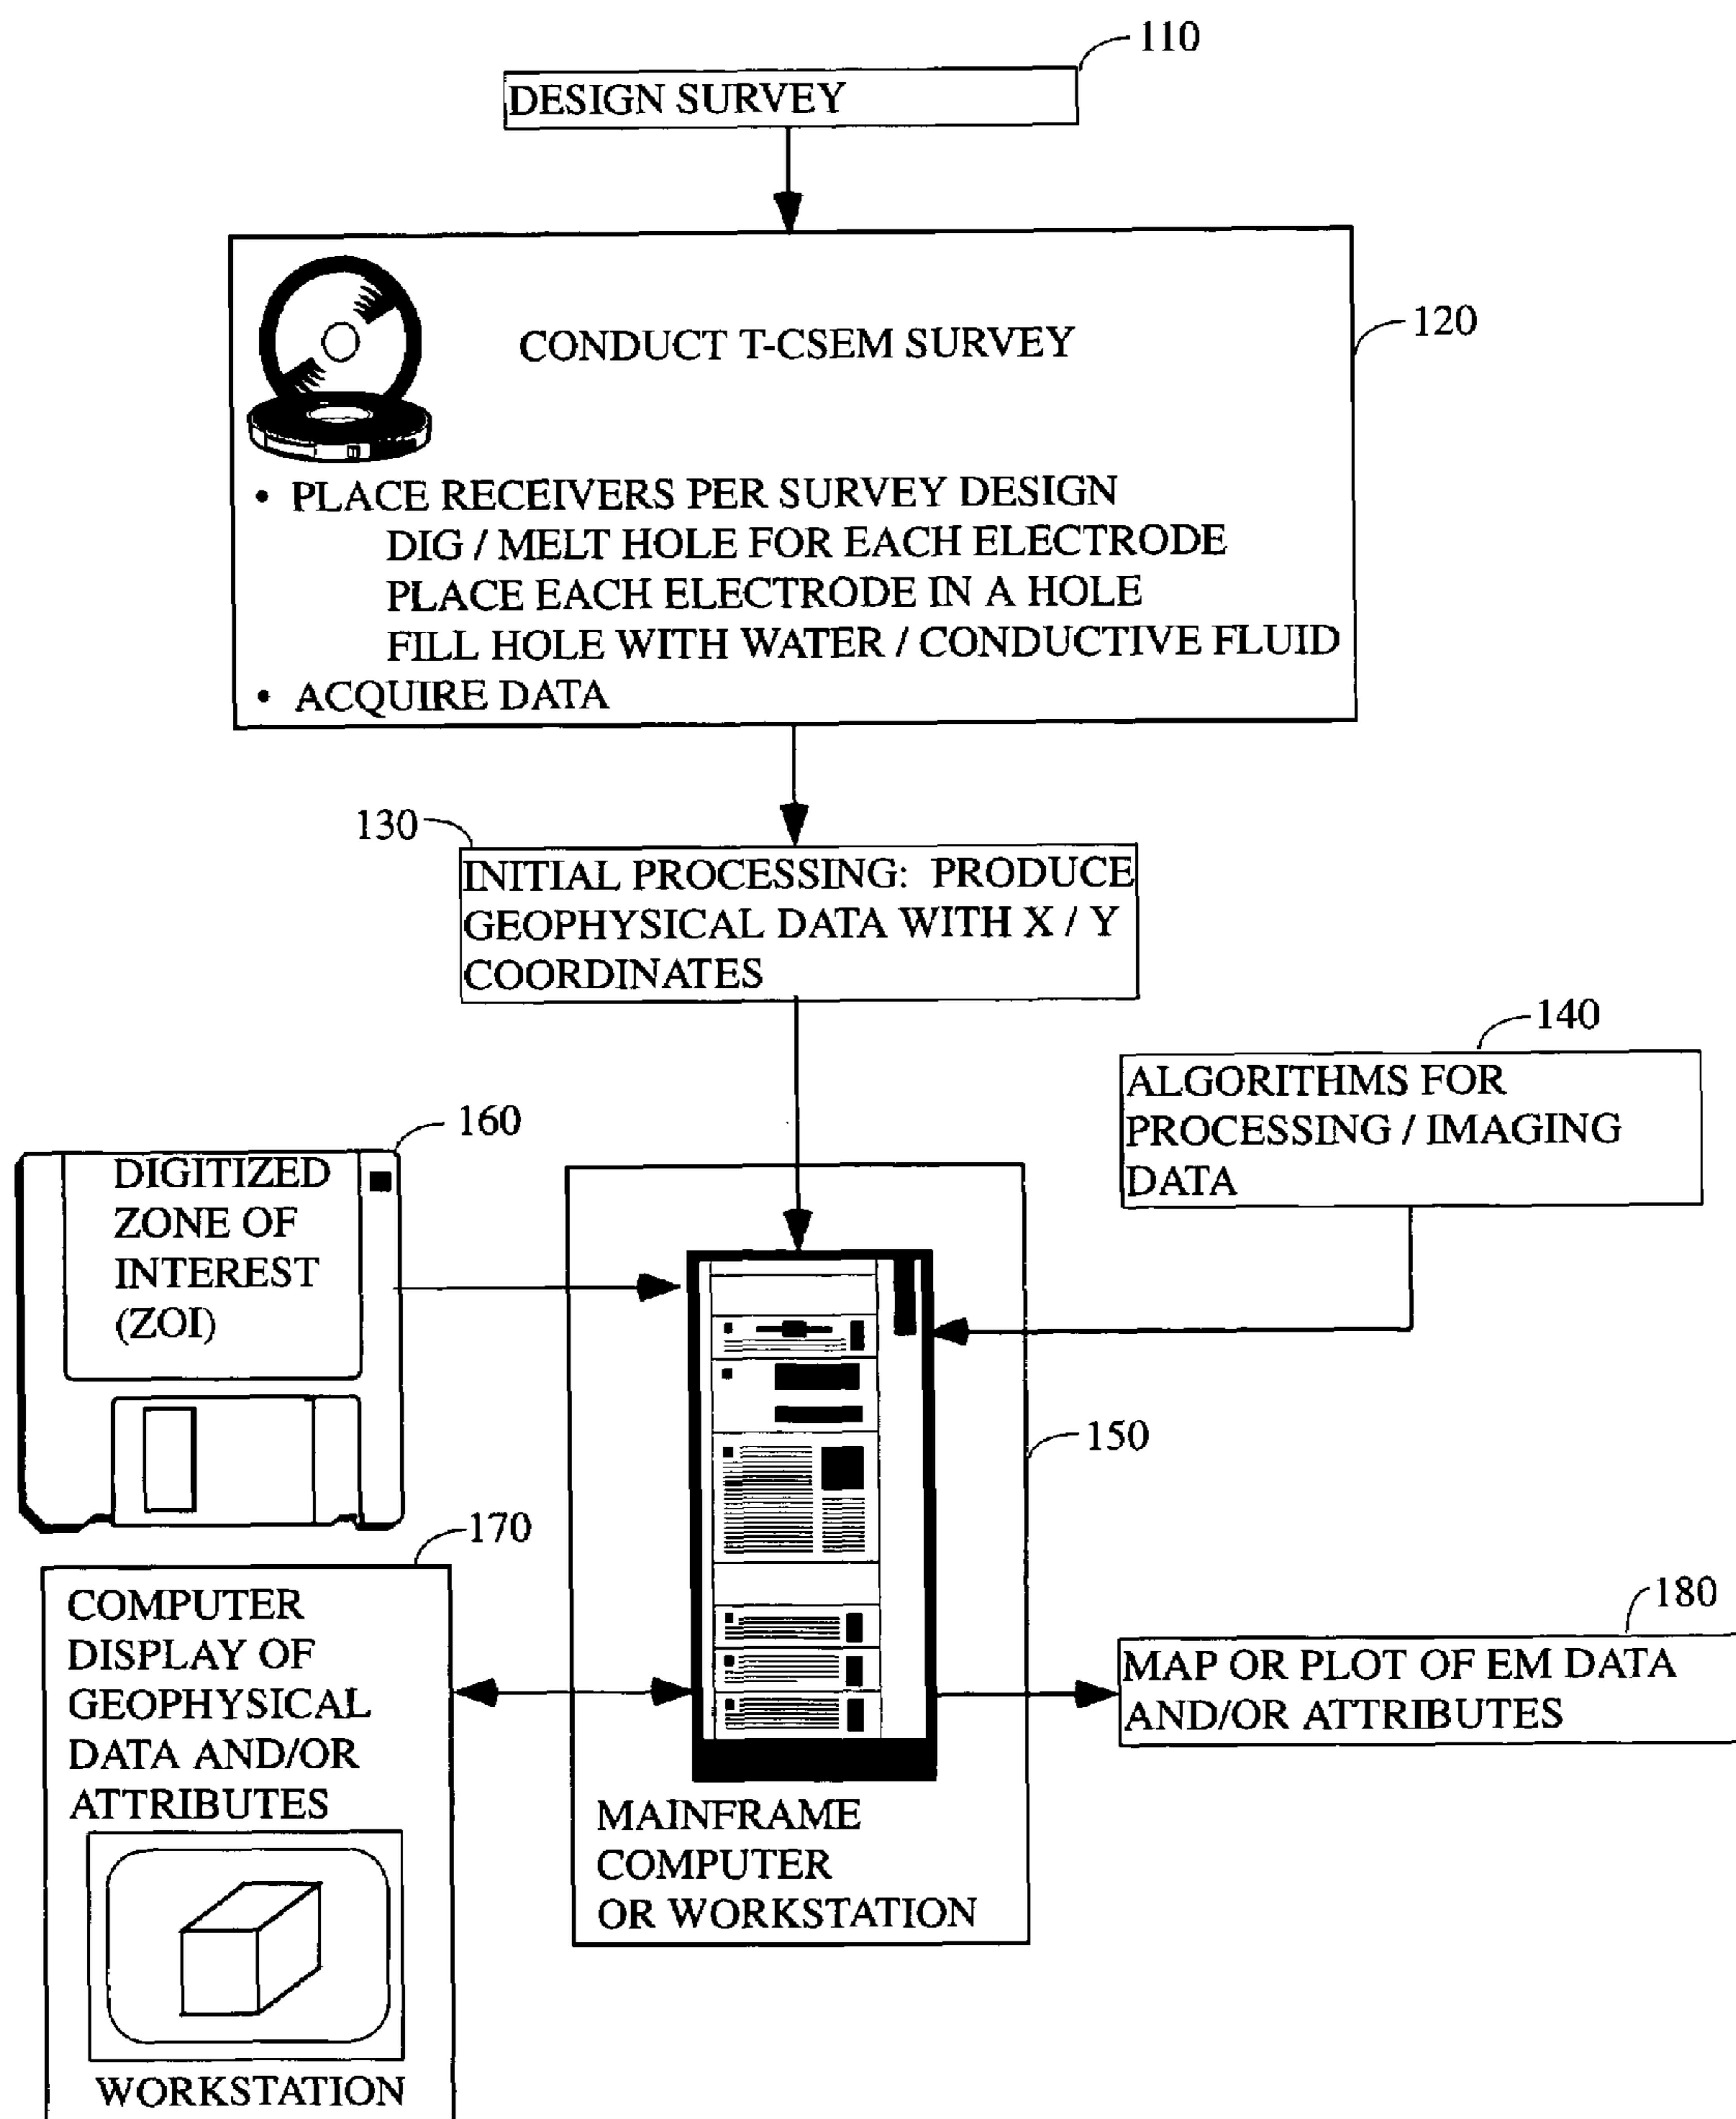 110
DESIGN SURVEY
120
CONDUCT T-CSEM SURVEY
• PLACE RECEIVERS PER SURVEY DESIGN
DIG / MELT HOLE FOR EACH ELECTRODE
PLACE EACH ELECTRODE IN A HOLE
FILL HOLE WITH WATER / CONDUCTIVE FLUID
• ACQUIRE DATA
130
INITIAL PROCESSING: PRODUCE
GEOPHYSICAL DATA WITH X / Y
COORDINATES
140
ALGORITHMS FOR
PROCESSING / IMAGING
DATA
160
DIGITIZED
ZONE OF
INTEREST
(ZOI)
150
MAINFRAME
COMPUTER
OR WORKSTATION
170
COMPUTER
DISPLAY OF
GEOPHYSICAL
DATA AND/OR
ATTRIBUTES
WORKSTATION
180
MAP OR PLOT OF EM DATA
AND/OR ATTRIBUTES